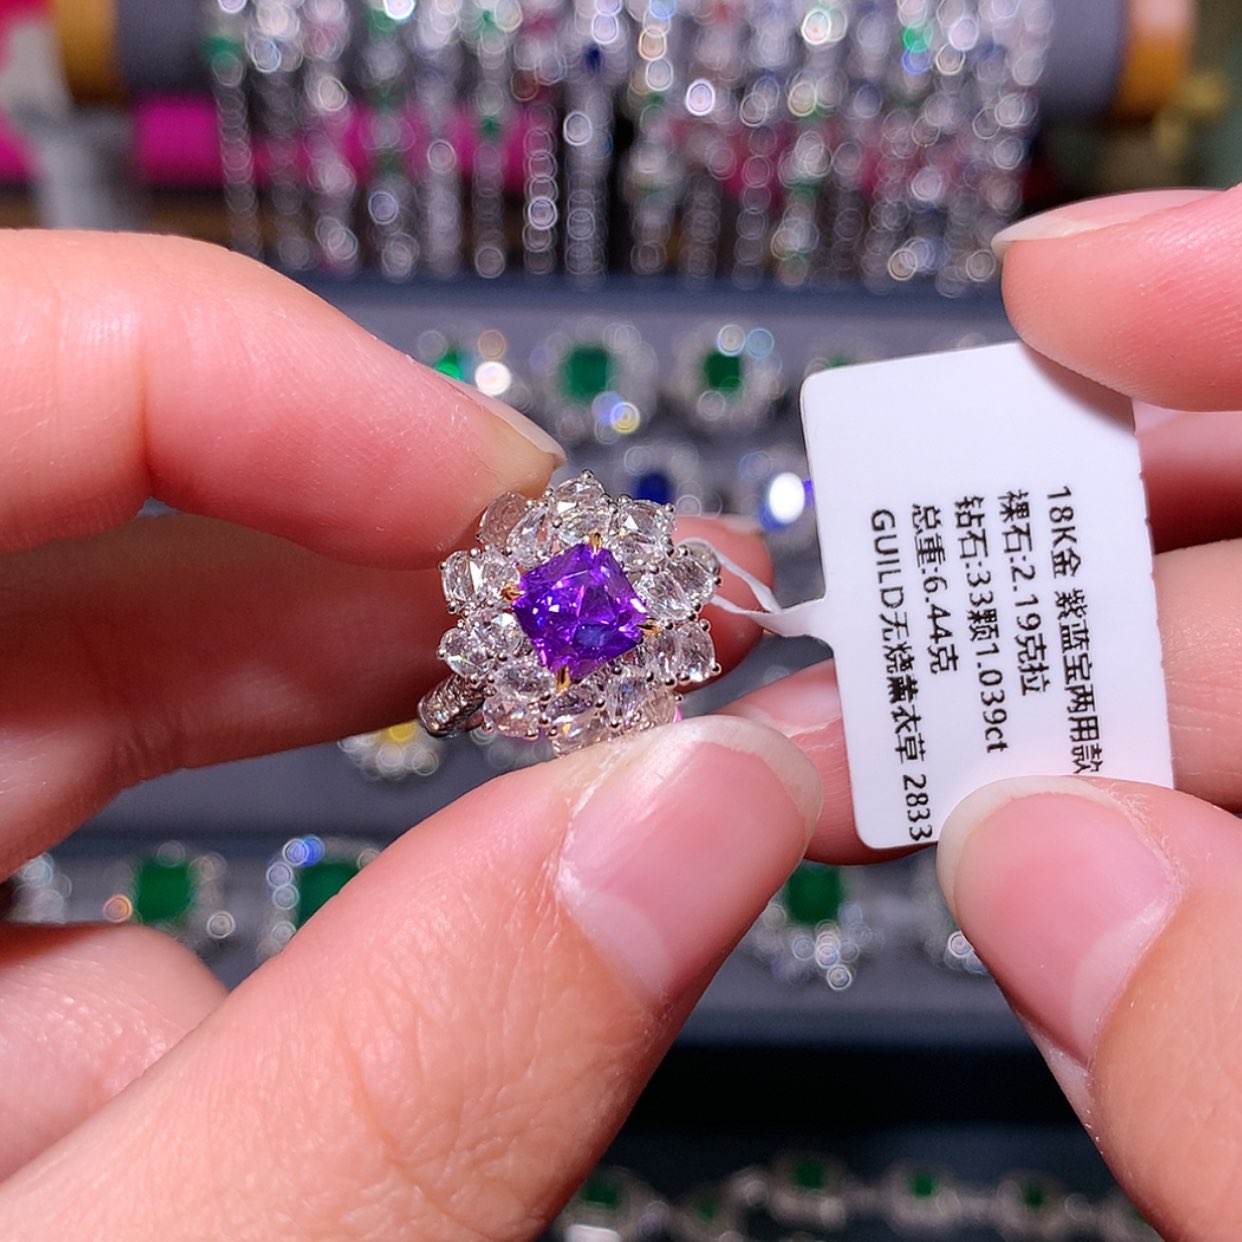 18K金 紫蓝宝两用款
裸石:2.19克拉
钻石:33颗1.039ct
总重:6.44克
GUILD无烧薰衣草 2833